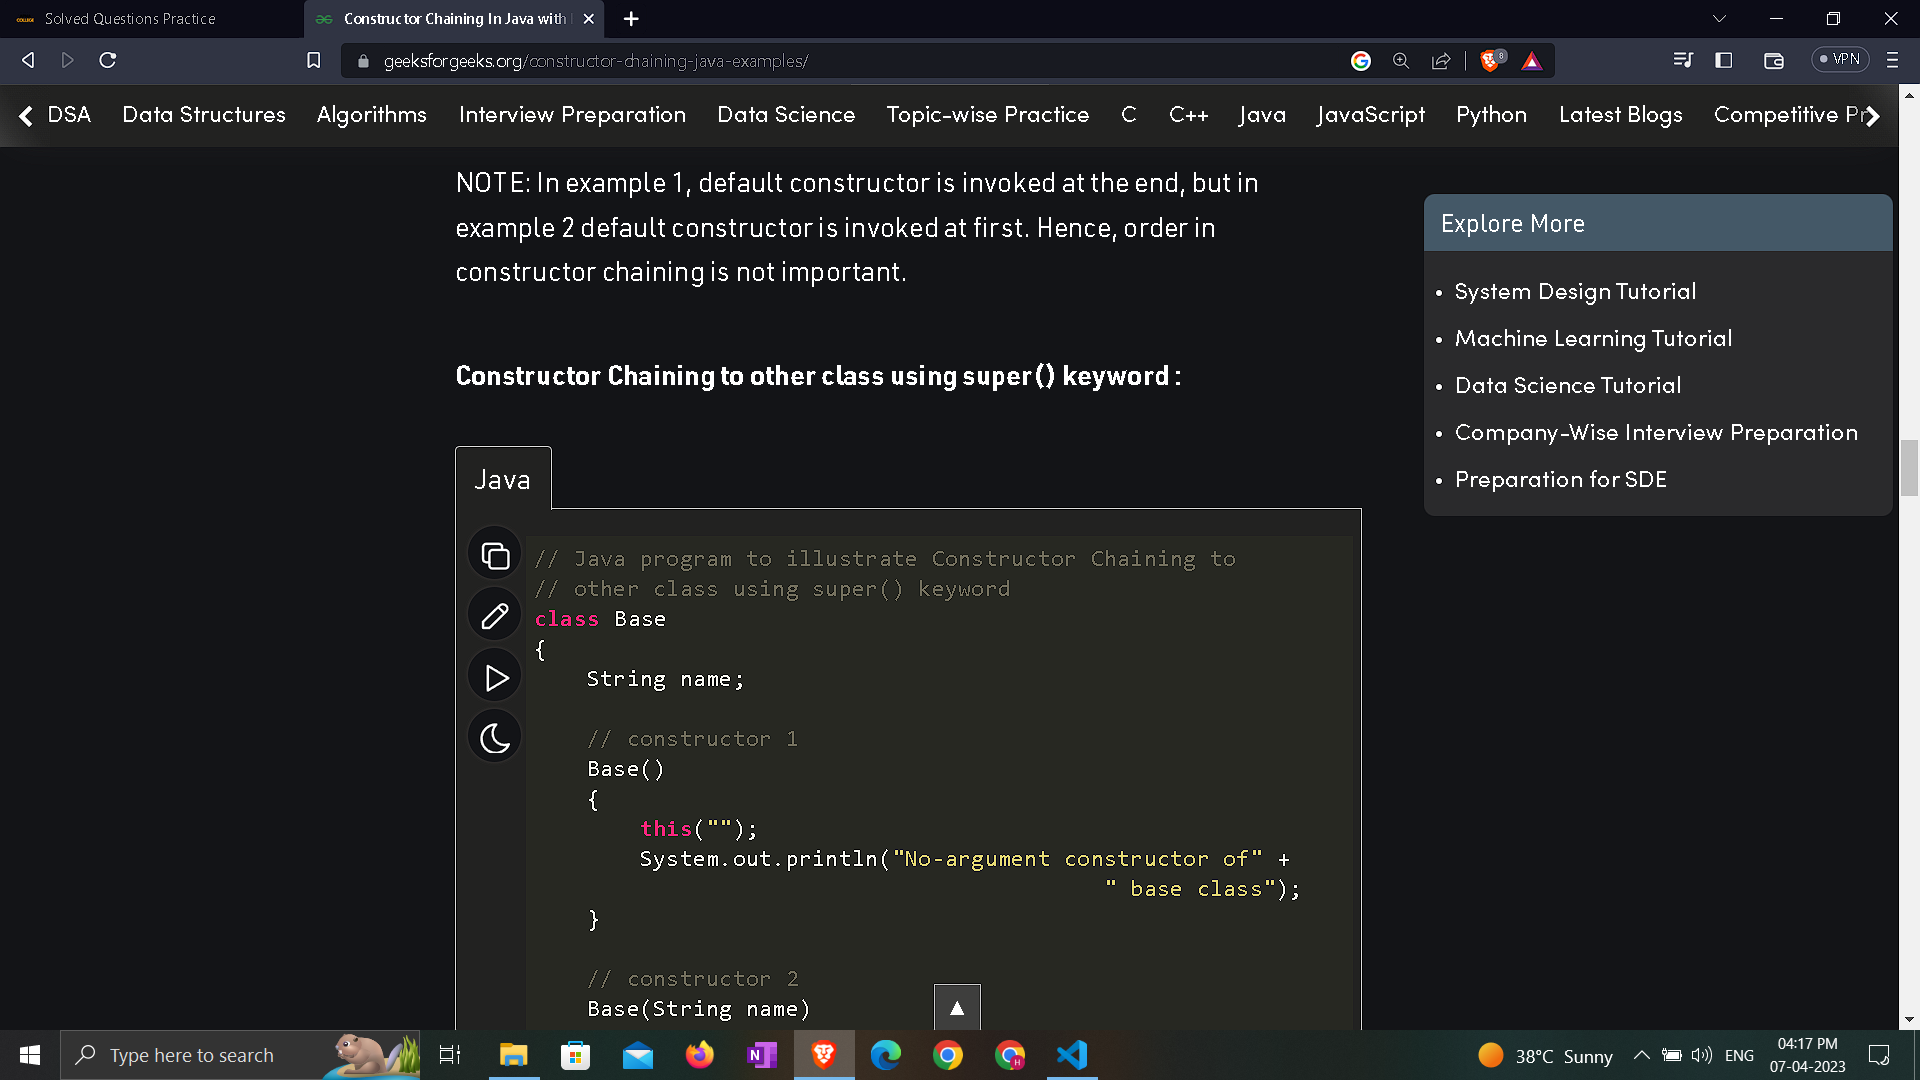 COLLEGE Solved Questions Practice
Constructor Chaining In Java with
geeksforgeeks.org/constructor-chaining-java-examples/
8
VPN
DSA Data Structures Algorithms Interview Preparation Data Science Topic-wise Practice C C++ Java JavaScript Python Latest Blogs Competitive Pr
NOTE: In example 1, default constructor is invoked at the end, but in
example 2 default constructor is invoked at first. Hence, order in
constructor chaining is not important.
Constructor Chaining to other class using super() keyword :
Java
// Java program to illustrate Constructor Chaining to
// other class using super() keyword
class Base
{
String name;
// constructor 1
Base()
{
this("");
System.out.println("No-argument constructor of" +
" base class");
}
// constructor 2
Base(String name)
Explore More
• System Design Tutorial
• Machine Learning Tutorial
• Data Science Tutorial
• Company-Wise Interview Preparation
• Preparation for SDE
▲
Type here to search
N
H
38°C Sunny
ENG
04:17 PM
07-04-2023